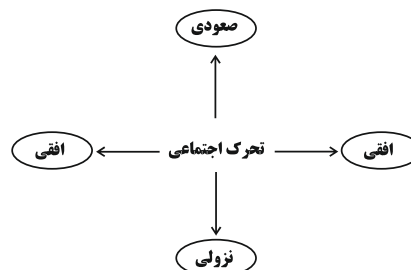 صعودی
افقی
تحرک اجتماعی
افقی
نزولی